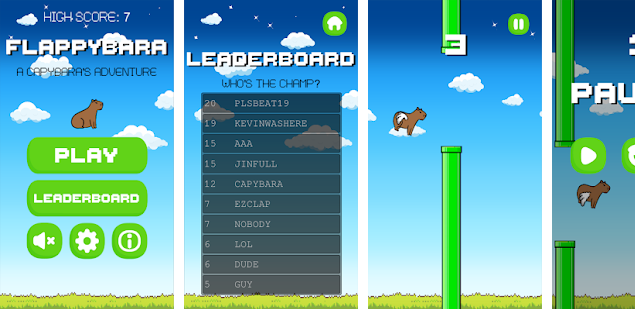 HIGH SCORE: 7
FLAPPYBARA
A CAPYBARA'S ADVENTURE
PLAY
LEADERBOARD
LEADERBOARD
WHO'S THE CHAMP?
20 PLSBEAT19
19 KEVINWASHERE
15 AAA
15 JINFULL
12 CAPYBARA
7 EZCLAP
7 NOBODY
6 LOL
6 DUDE
5 GUY
3
PAU